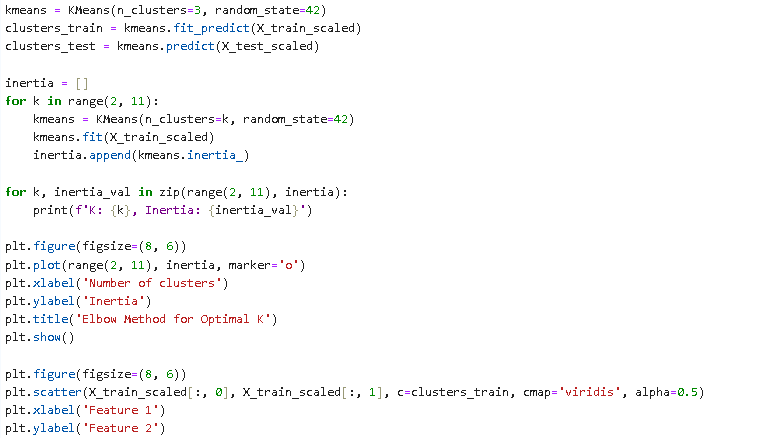 kmeans = KMeans(n_clusters=3, random_state=42)
clusters_train = kmeans.fit_predict(X_train_scaled)
clusters_test = kmeans.predict(X_test_scaled)

inertia = []
for k in range(2, 11):
    kmeans = KMeans(n_clusters=k, random_state=42)
    kmeans.fit(X_train_scaled)
    inertia.append(kmeans.inertia_)

for k, inertia_val in zip(range(2, 11), inertia):
    print(f'K: {k}, Inertia: {inertia_val}')

plt.figure(figsize=(8, 6))
plt.plot(range(2, 11), inertia, marker='o')
plt.xlabel('Number of clusters')
plt.ylabel('Inertia')
plt.title('Elbow Method for Optimal K')
plt.show()

plt.figure(figsize=(8, 6))
plt.scatter(X_train_scaled[:, 0], X_train_scaled[:, 1], c=clusters_train, cmap='viridis', alpha=0.5)
plt.xlabel('Feature 1')
plt.ylabel('Feature 2')